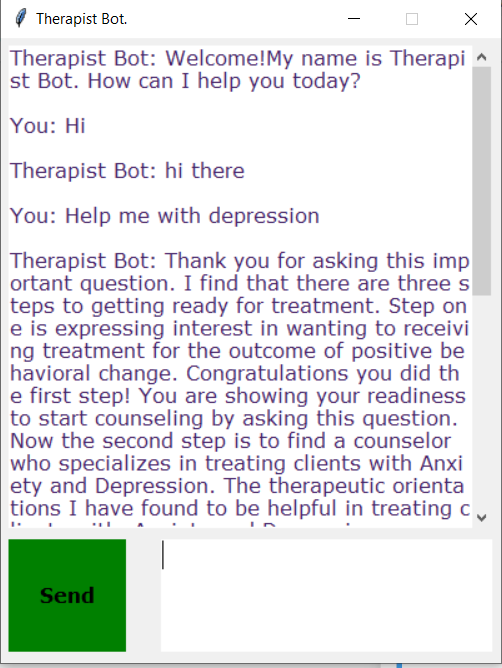 Therapist Bot.
Therapist Bot: Welcome!My name is Therapi
st Bot. How can I help you today?
You: Hi
Therapist Bot: hi there
You: Help me with depression
Therapist Bot: Thank you for asking this imp
ortant question. I find that there are three s
teps to getting ready for treatment. Step on
e is expressing interest in wanting to receivi
ng treatment for the outcome of positive be
havioral change. Congratulations you did th
e first step! You are showing your readiness
to start counseling by asking this question.
Now the second step is to find a counselor
who specializes in treating clients with Anxi
ety and Depression. The therapeutic orienta
tions I have found to be helpful in treating c
Send